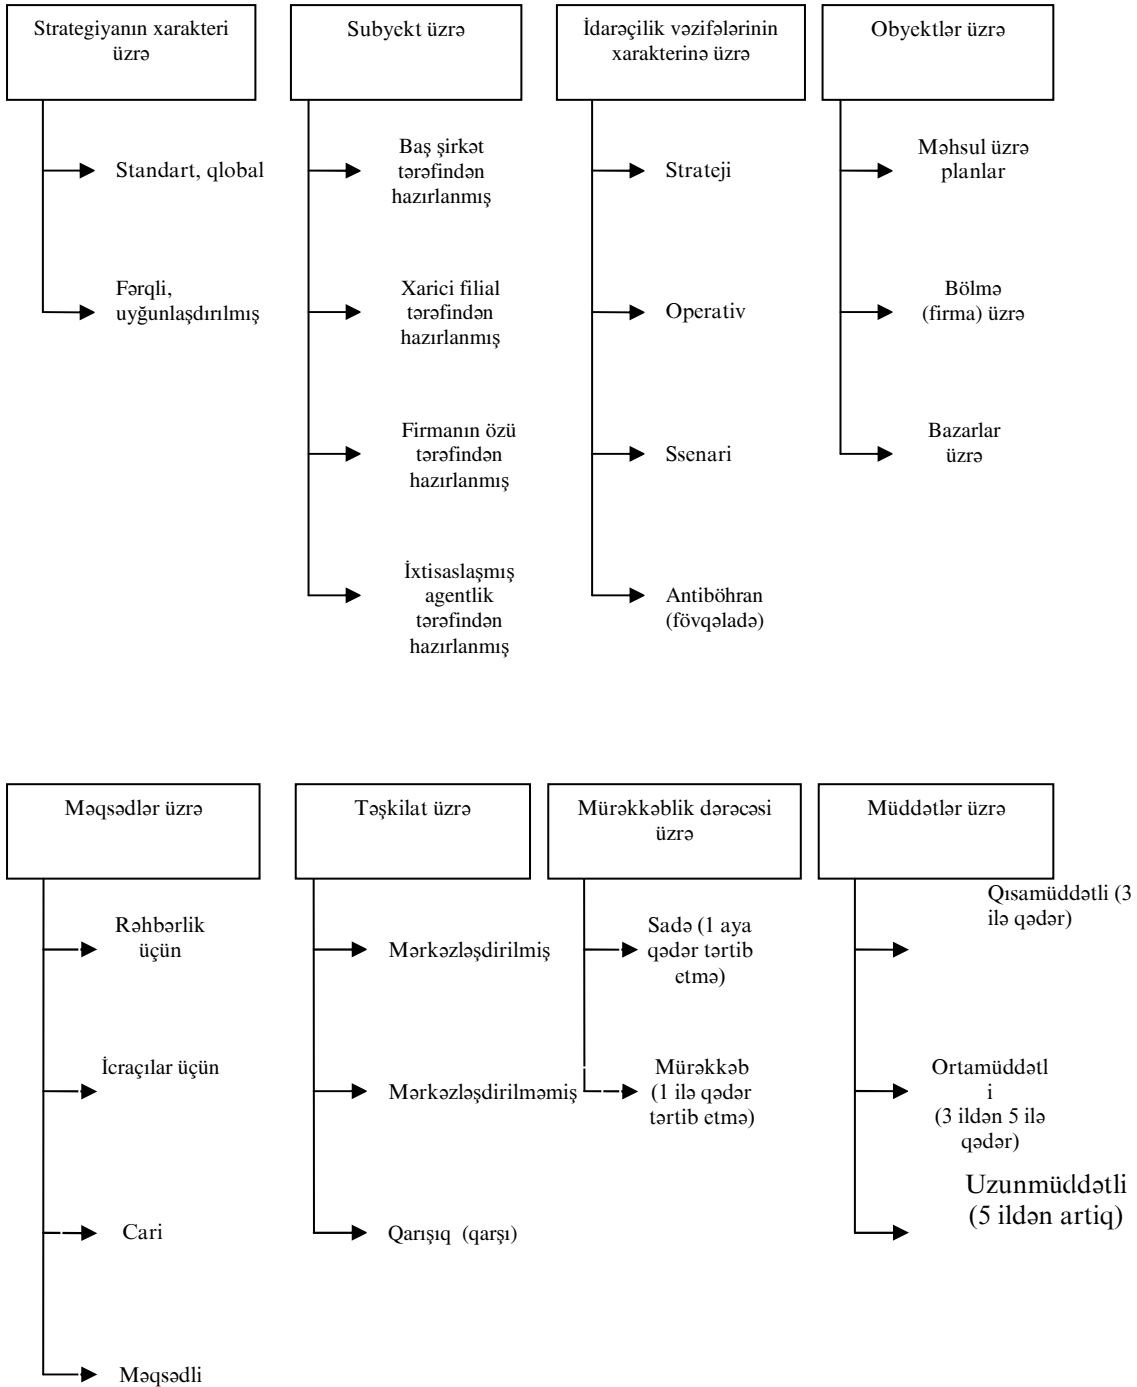 Strategiyanın xarakteri
üzrə
Standart, qlobal
Fərqli,
uyğunlaşdırılmış
Subyekt üzrə
Baş şirkət
tərəfindən
hazırlanmış
Xarici filial
tərəfindən
hazırlanmış
Firmanın özü
tərəfindən
hazırlanmış
İxtisaslaşmış
agentlik
tərəfindən
hazırlanmış
İdarəçilik vəzifələrinin
xarakterinə üzrə
Strateji
Operativ
Ssenari
Antiböhran
(fövqəladə)
Obyektlər üzrə
Məhsul üzrə
planlar
Bölmə
(firma) üzrə
Bazarlar
üzrə
Məqsədlər üzrə
Rəhbərlik
üçün
İcraçılar üçün
Cari
Məqsədli
Təşkilat üzrə
Mərkəzləşdirilmiş
Mərkəzləşdirilməmiş
Qarışıq (qarşı)
Mürəkkəblik dərəcəsi
üzrə
Sadə (1 aya
qədər tərtib
etmə)
Mürəkkəb
(1 ilə qədər
tərtib etmə)
Müddətlər üzrə
Qısamüddətli (3
ilə qədər)
Ortamüddətl
i
(3 ildən 5 ilə
qədər)
Uzunmüddətli
(5 ildən artiq)